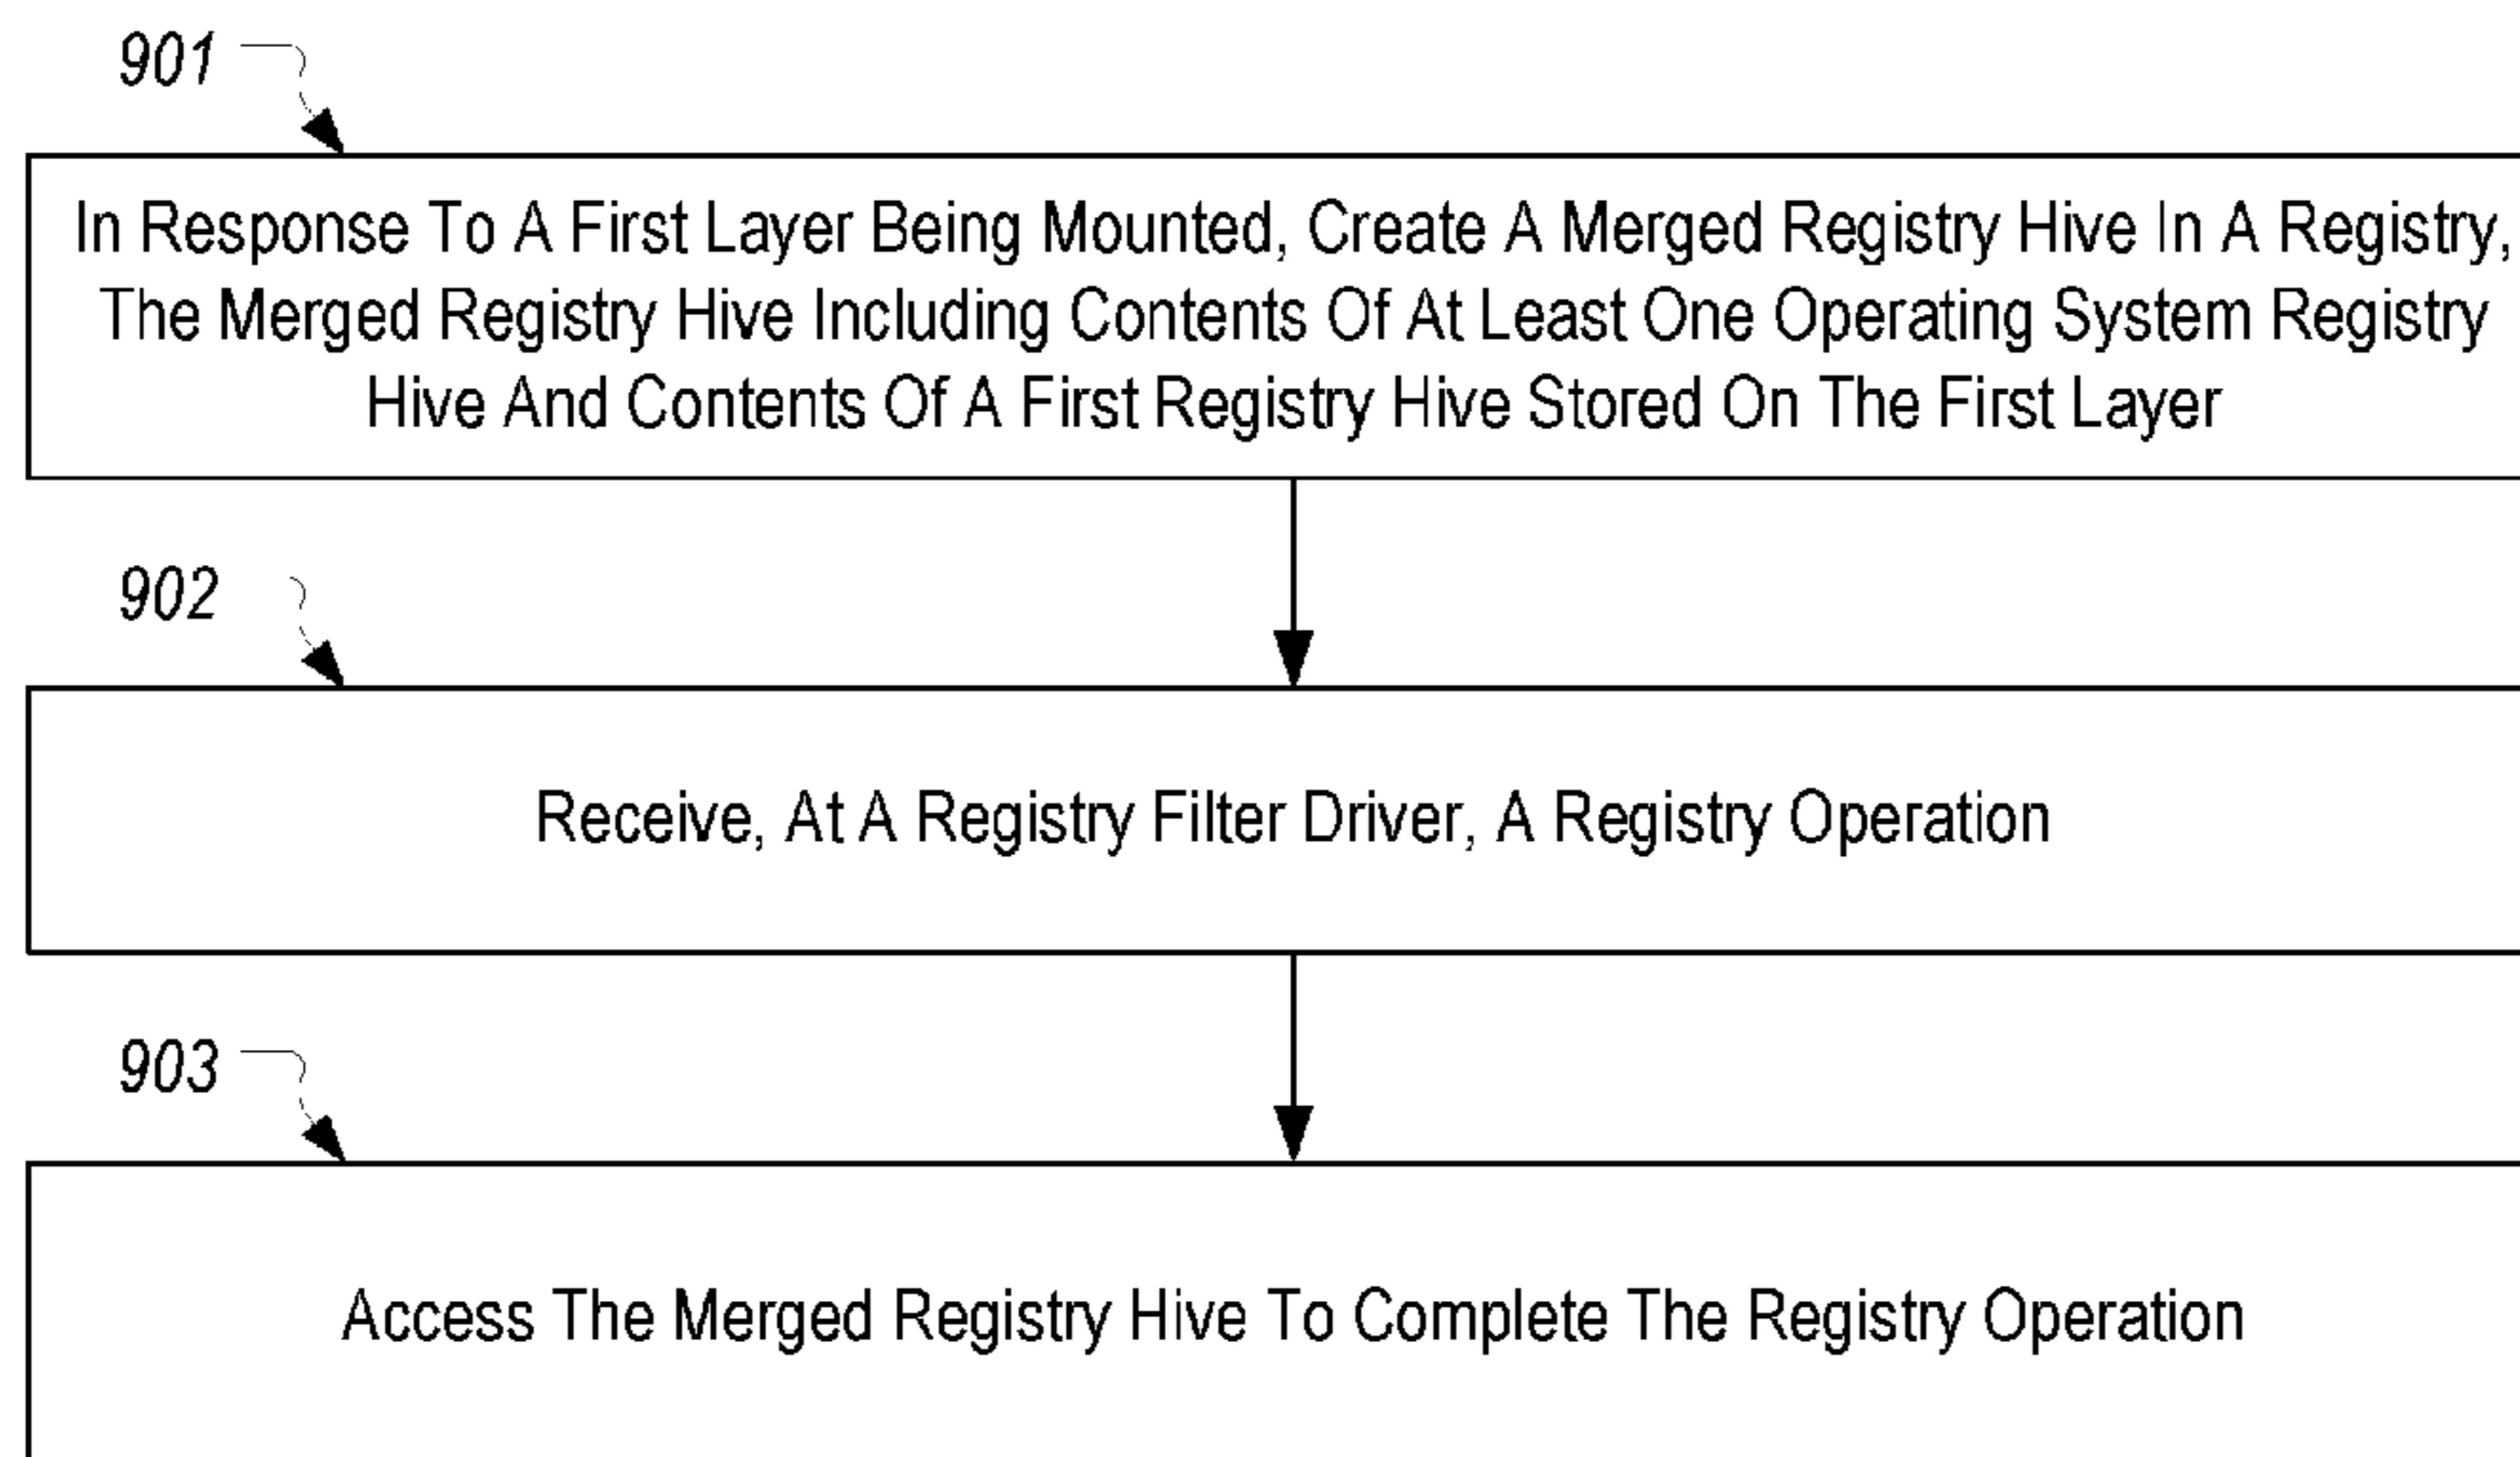 901
In Response To A First Layer Being Mounted, Create A Merged Registry Hive In A Registry,
The Merged Registry Hive Including Contents Of At Least One Operating System Registry
Hive And Contents Of A First Registry Hive Stored On The First Layer
902
Receive, At A Registry Filter Driver, A Registry Operation
903
Access The Merged Registry Hive To Complete The Registry Operation